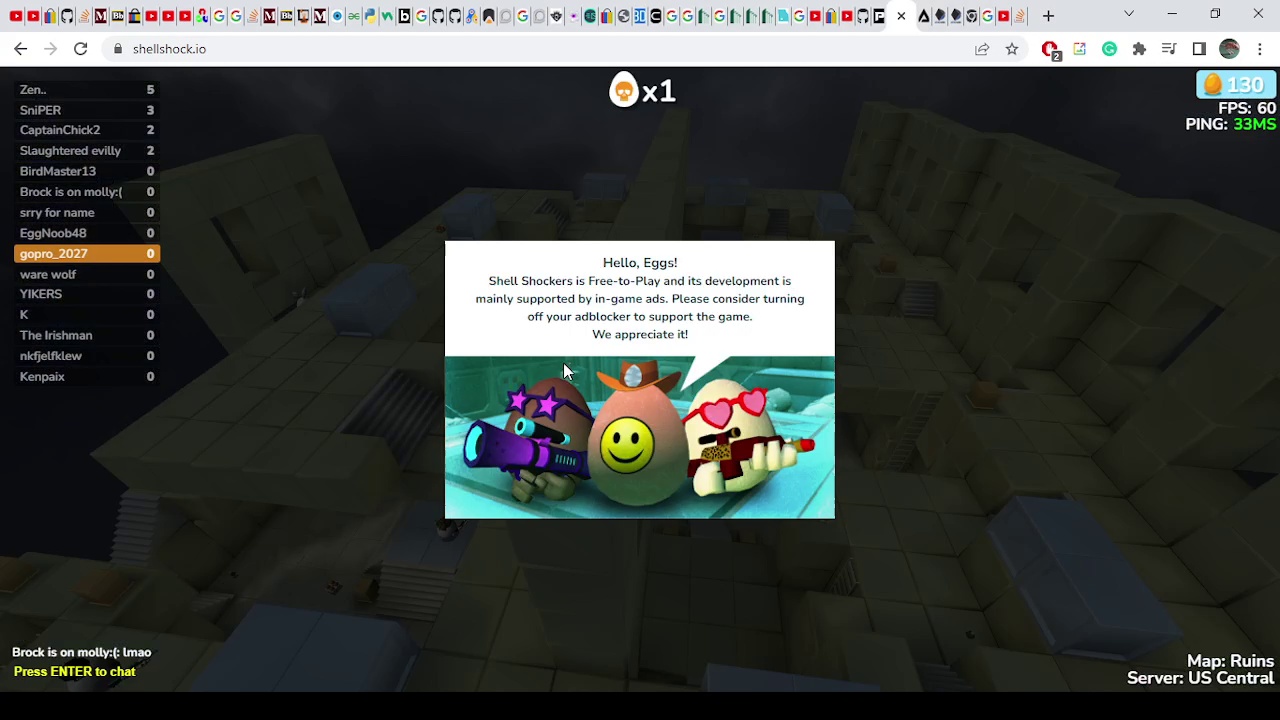 shellshock.io
2
Zen.. 5
SniPER 3
CaptainChick2 2
Slaughtered evilly 2
BirdMaster13 0
Brock is on molly:( 0
srry for name 0
EggNoob48 0
gopro_2027 0
ware wolf 0
YIKERS 0
K 0
The Irishman 0
nkfjelfklew 0
Kenpaix 0
x1
130
FPS: 60
PING: 33MS
Hello, Eggs!
Shell Shockers is Free-to-Play and its development is
mainly supported by in-game ads. Please consider turning
off your adblocker to support the game.
We appreciate it!
Brock is on molly:(: lmao
Press ENTER to chat
Map: Ruins
Server: US Central